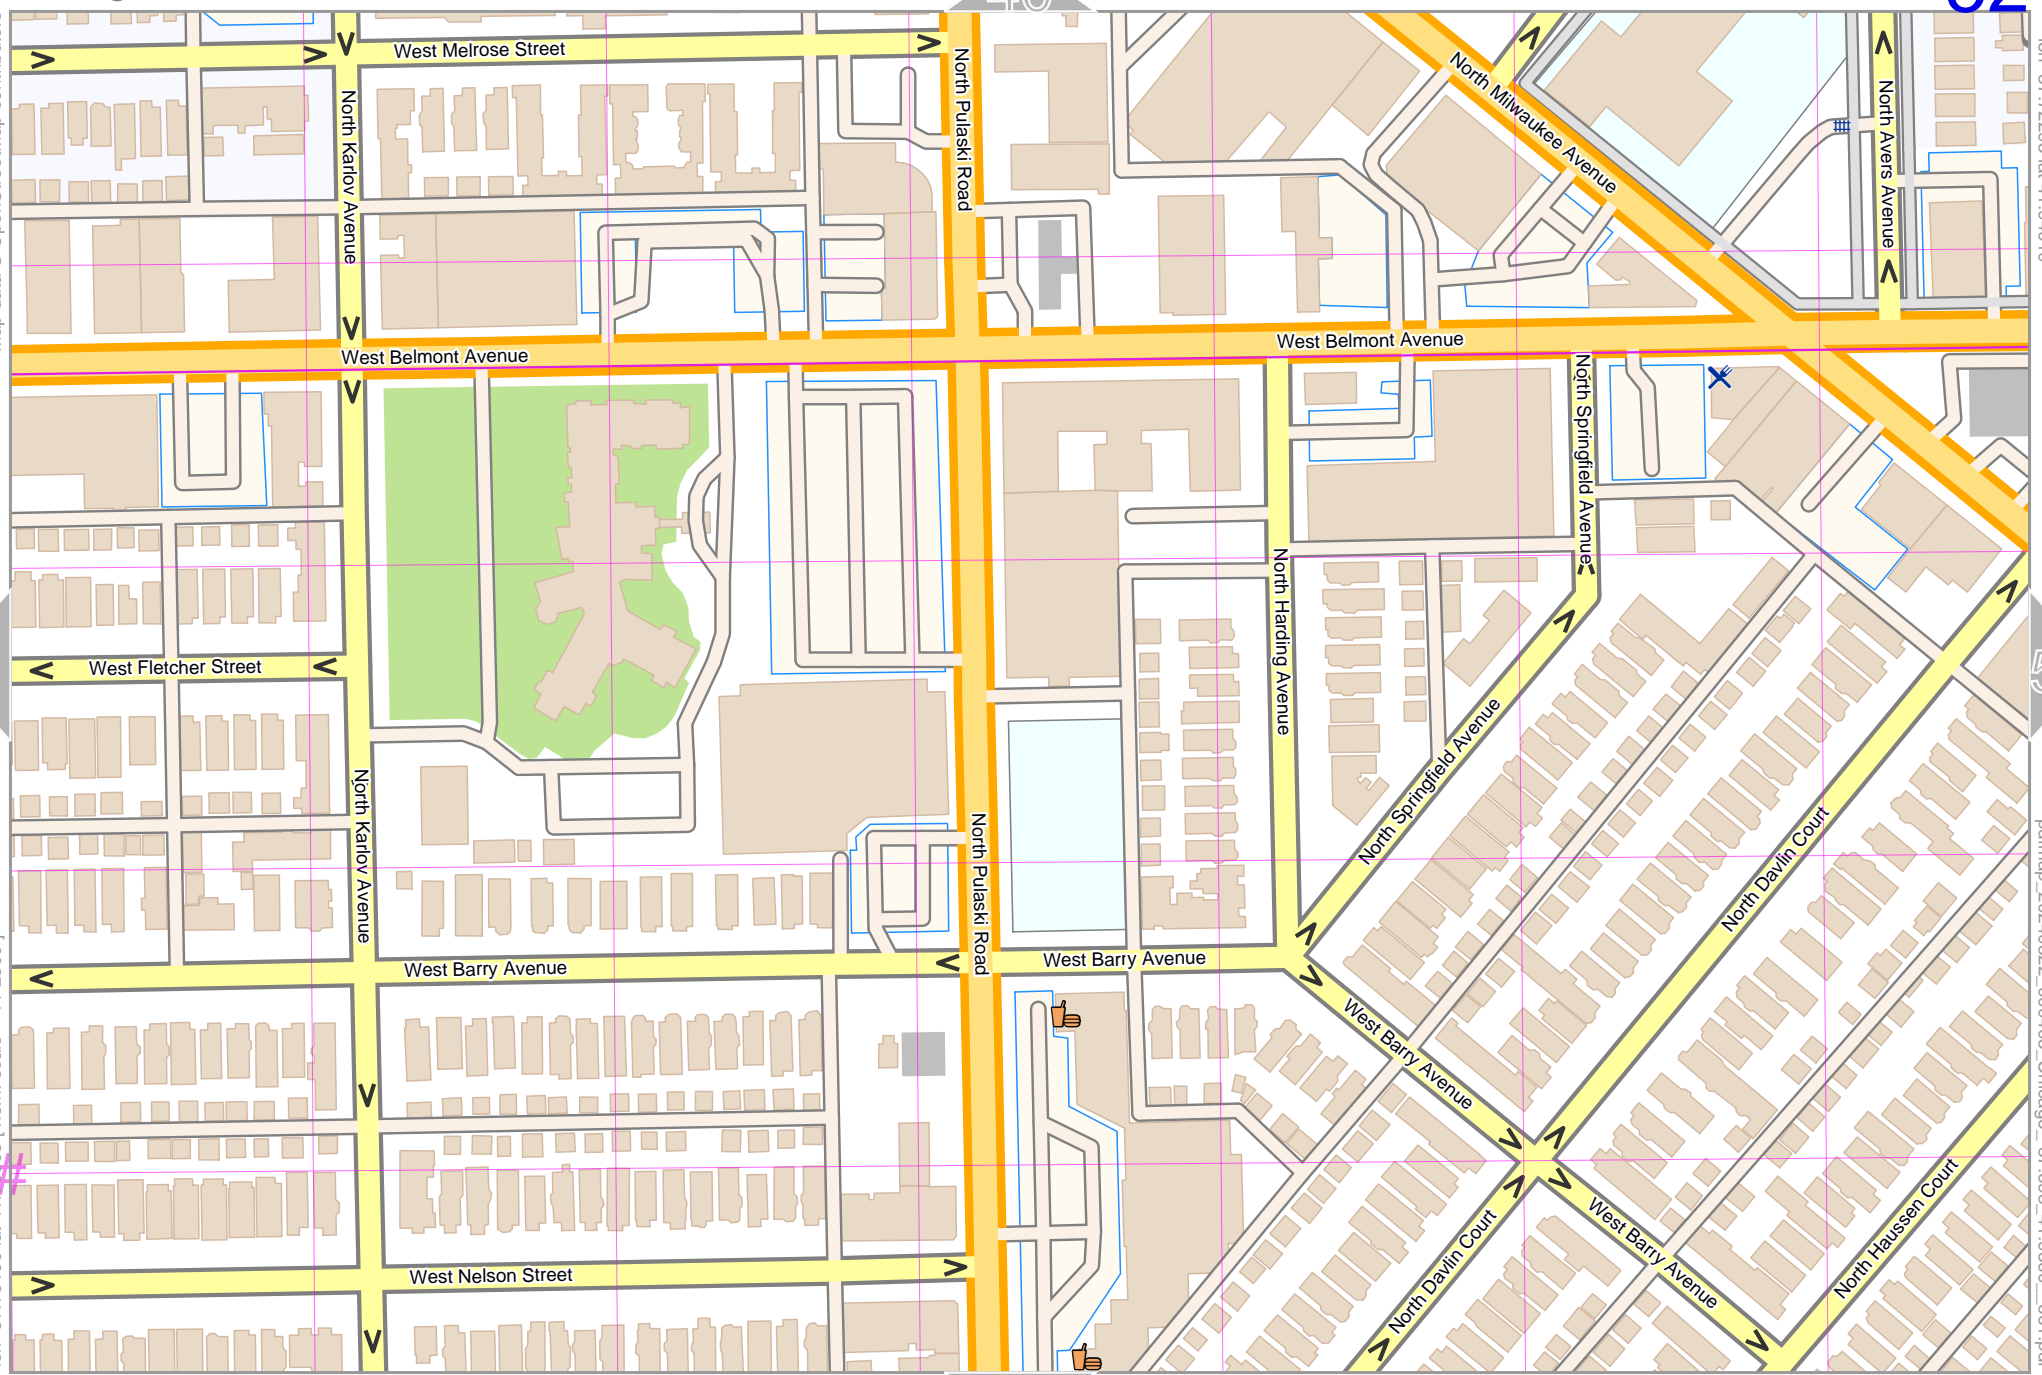 West Melrose Street
North Pulaski Road
North Milwaukee Avenue
North Karlov Avenue
North Avers Avenue
West Belmont Avenue
West Belmont Avenue
North Springfield Avenue
North Harding Avenue
West Fletcher Street
North Springfield Avenue
North Karlov Avenue
North Pulaski Road
North Davlin Court
West Barry Avenue
West Barry Avenue
West Barry Avenue
North Davlin Court
West Barry Avenue
North Haussen Court
West Nelson Street
#